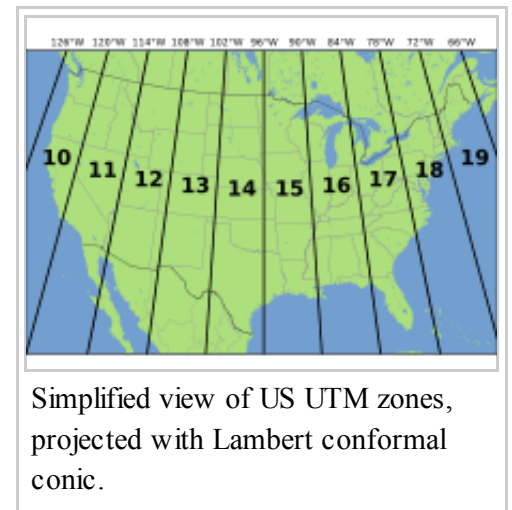 126°W 120°W 114°W 108°W 102°W 96°W 90°W 84°W 78°W 72°W 66°W
10 11 12 13 14 15 16 17 18 19
Simplified view of US UTM zones,
projected with Lambert conformal
conic.